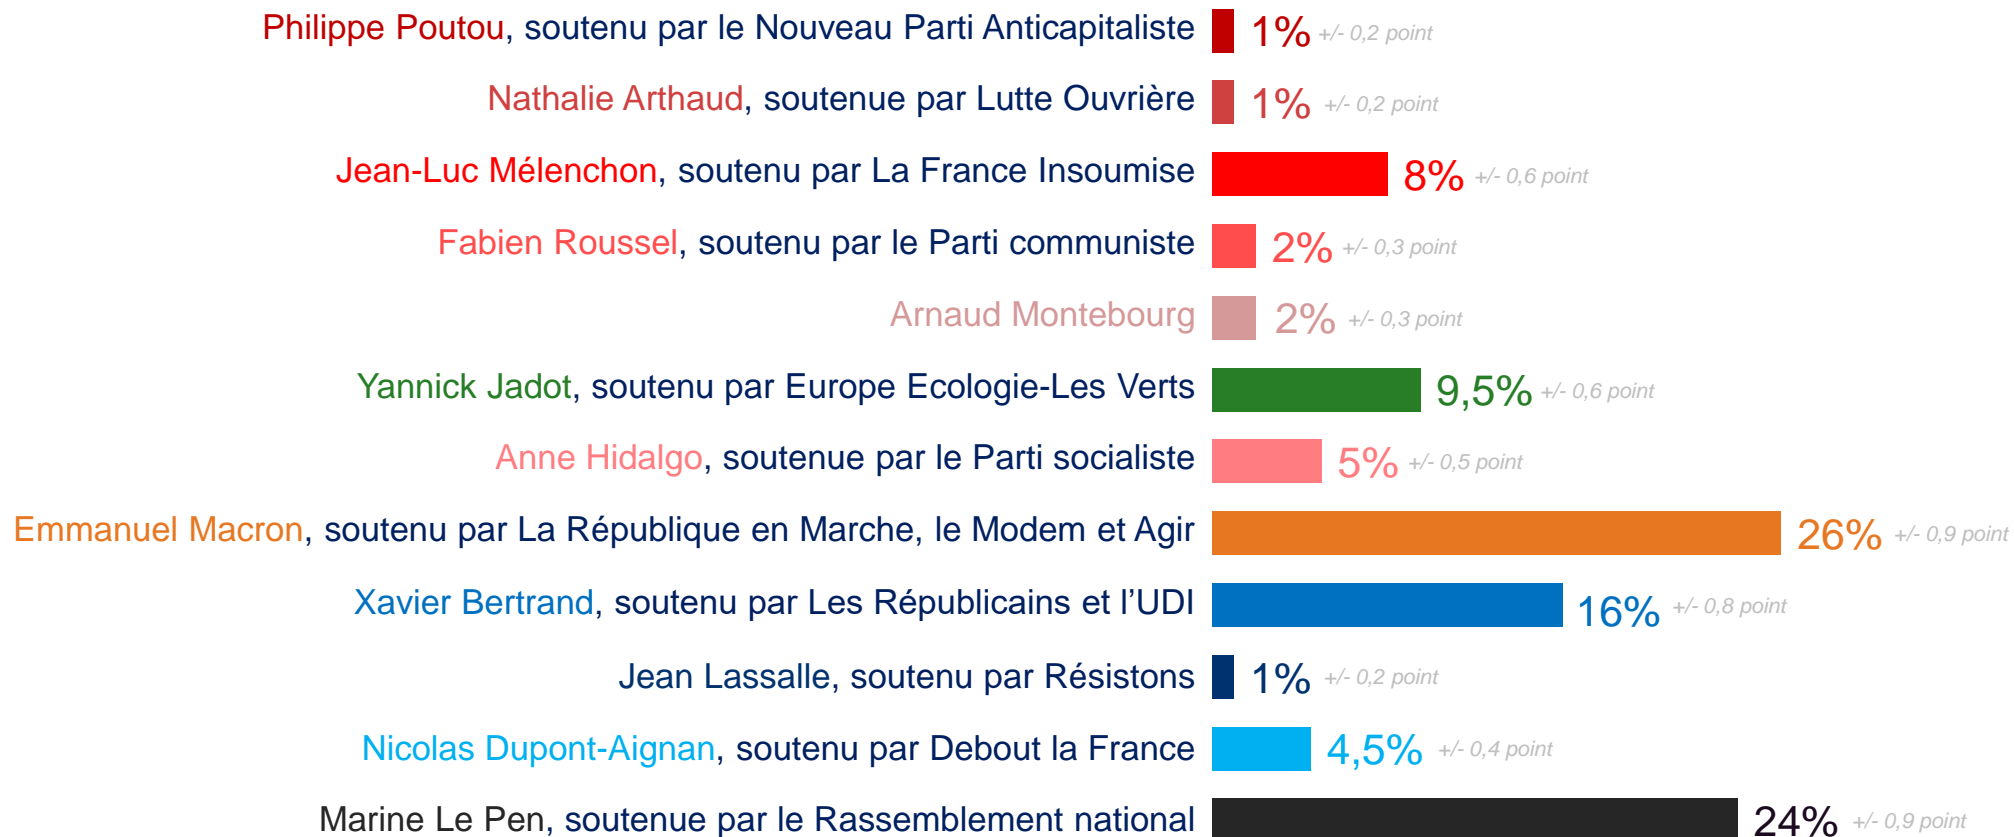 Philippe Poutou, soutenu par le Nouveau Parti Anticapitaliste 1% +/- 0,2 point
Nathalie Arthaud, soutenue par Lutte Ouvrière 1% +/- 0,2 point
Jean-Luc Mélenchon, soutenu par La France Insoumise 8% +/- 0,6 point
Fabien Roussel, soutenu par le Parti communiste 2% +/- 0,3 point
Arnaud Montebourg 2% +/- 0,3 point
Yannick Jadot, soutenu par Europe Ecologie-Les Verts 9,5% +/- 0,6 point
Anne Hidalgo, soutenue par le Parti socialiste 5% +/- 0,5 point
Emmanuel Macron, soutenu par La République en Marche, le Modem et Agir 26% +/- 0,9 point
Xavier Bertrand, soutenu par Les Républicains et l’UDI 16% +/- 0,8 point
Jean Lassalle, soutenu par Résistons 1% +/- 0,2 point
Nicolas Dupont-Aignan, soutenu par Debout la France 4,5% +/- 0,4 point
Marine Le Pen, soutenue par le Rassemblement national 24% +/- 0,9 point